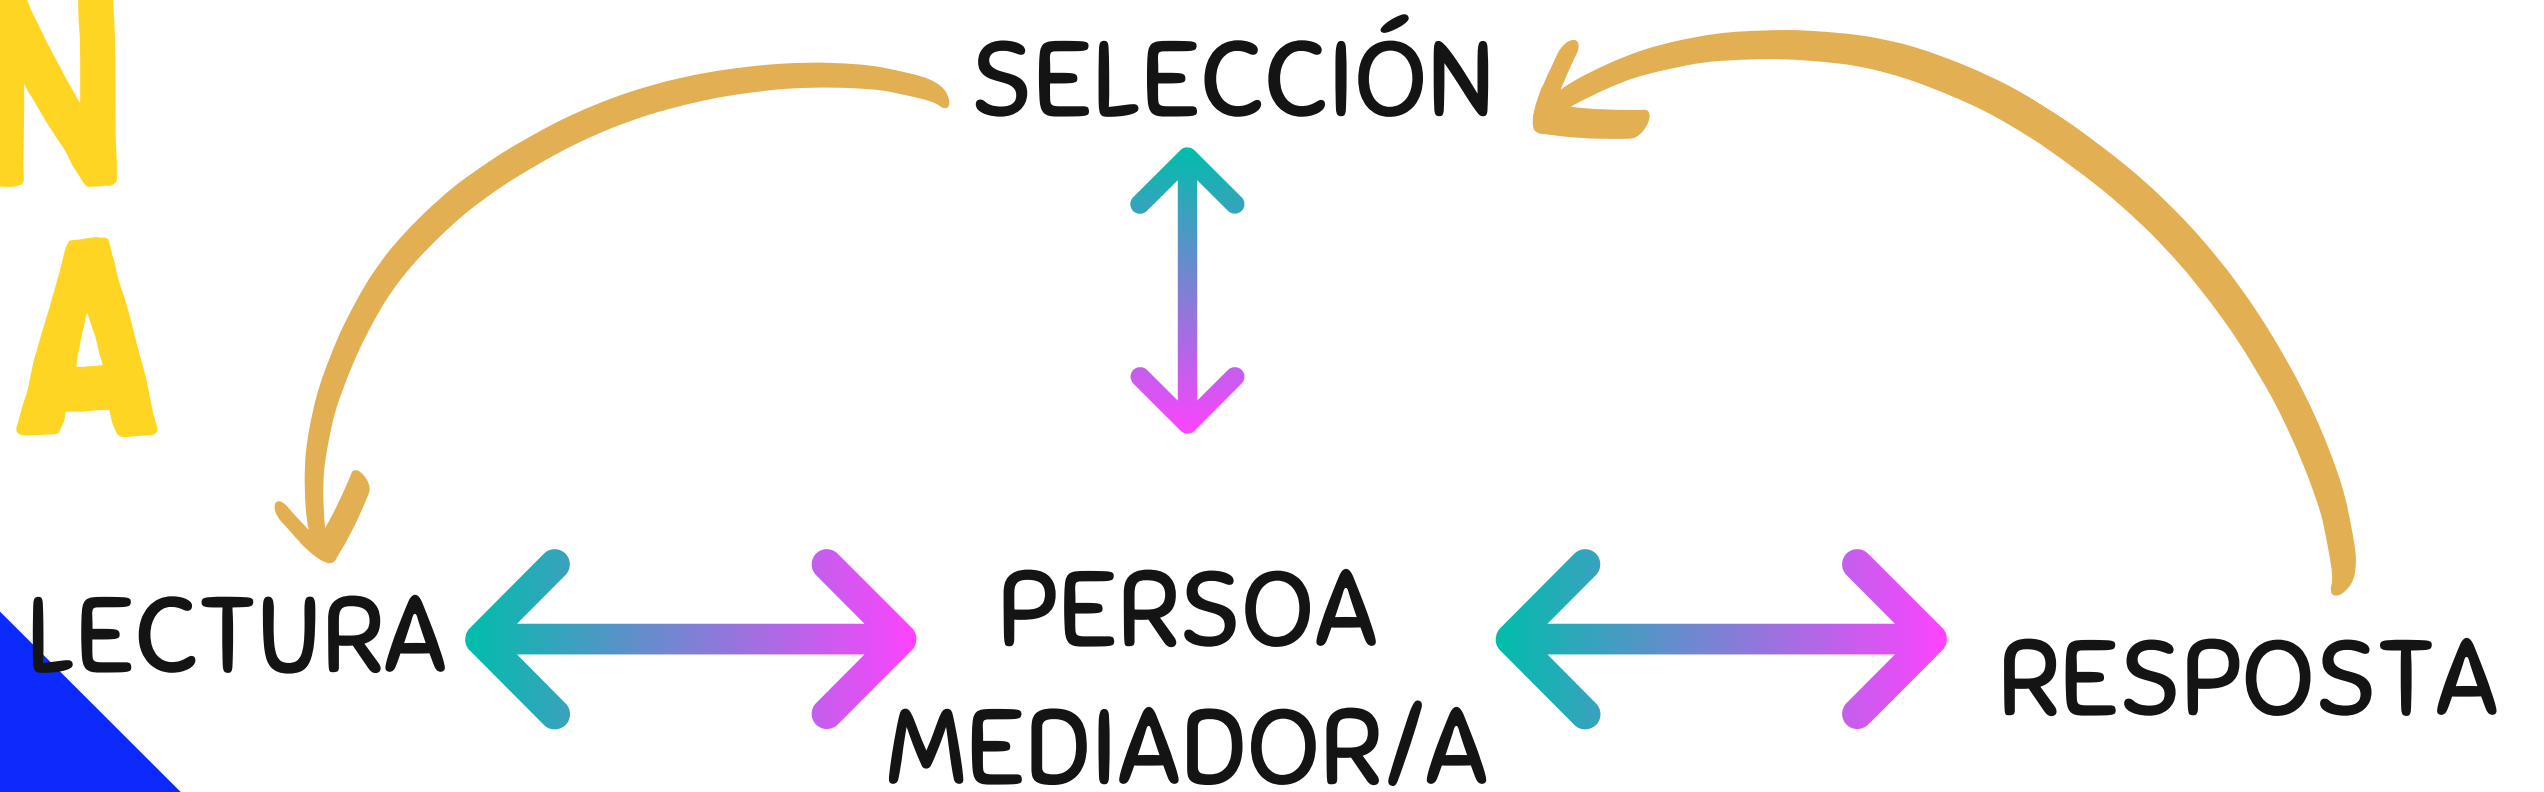 N
A
SELECCIÓN
LECTURA
PERSOA
MEDIADOR/A
RESPOSTA